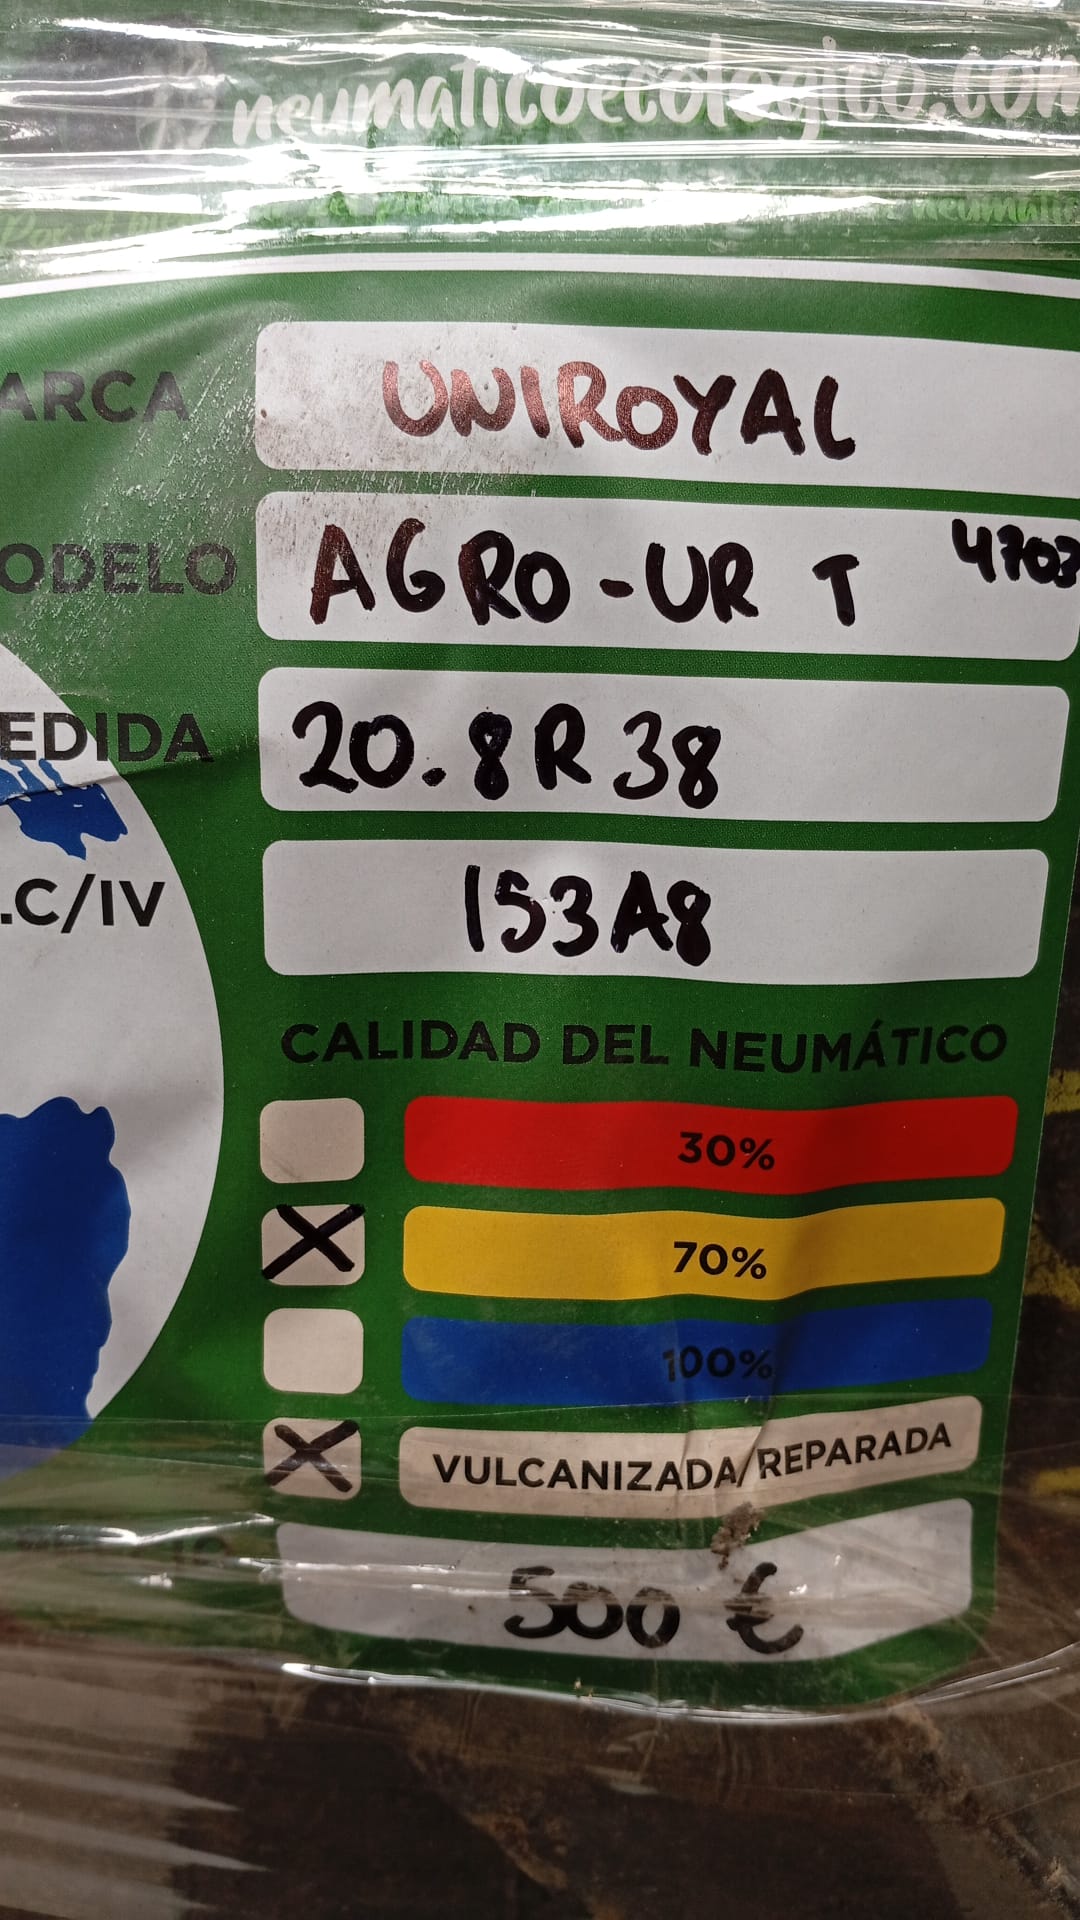 neumaticoecologico.com
ARCA UNIROYAL
ODELO AGRO-UR T 4703
EDIDA 20.8R38
.C/IV 153A8
CALIDAD DEL NEUMÁTICO
30%
X 70%
100%
X VULCANIZADA/REPARADA
500 €